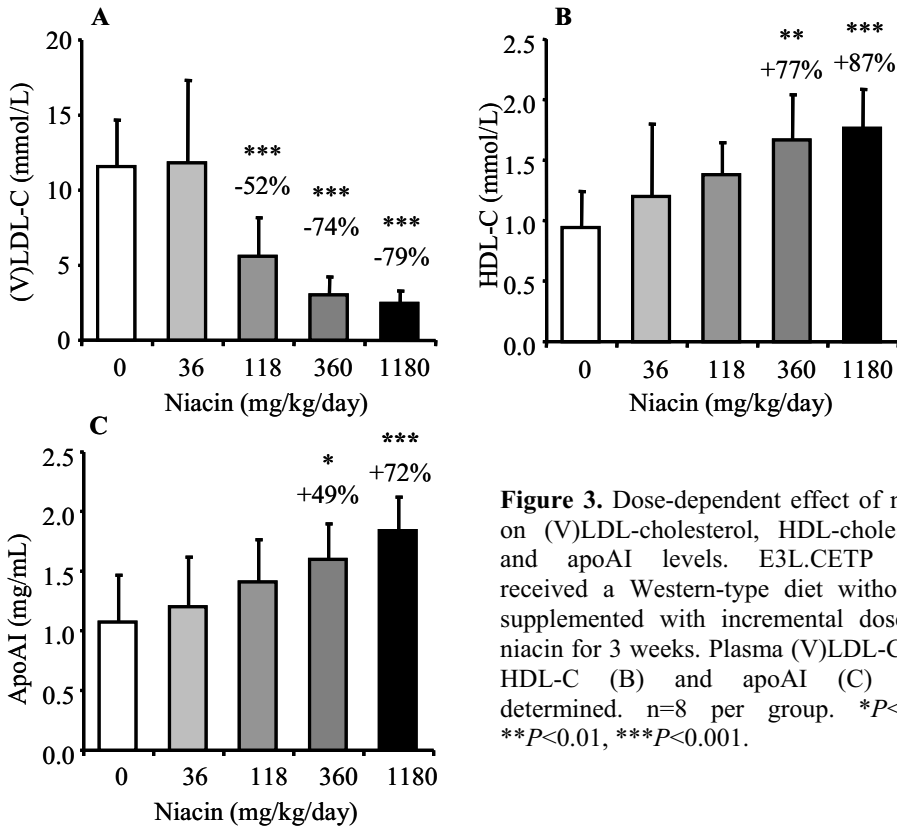 A
(V)LDL-C (mmol/L)
20
15
10
5
0
***
-52%
***
-74%
***
-79%
0 36 118 360 1180
Niacin (mg/kg/day)
B
HDL-C (mmol/L)
2.5
2.0
1.5
1.0
0.5
0.0
**
+77%
***
+87%
0 36 118 360 1180
Niacin (mg/kg/day)
C
ApoAI (mg/mL)
2.5
2.0
1.5
1.0
0.5
0.0
*
+49%
***
+72%
0 36 118 360 1180
Niacin (mg/kg/day)
Figure 3. Dose-dependent effect of
on (V)LDL-cholesterol, HDL-chole
and apoAI levels. E3L.CETP
received a Western-type diet witho
supplemented with incremental dose
niacin for 3 weeks. Plasma (V)LDL-C
HDL-C (B) and apoAI (C)
determined. n=8 per group. *P<
**P<0.01, ***P<0.001.